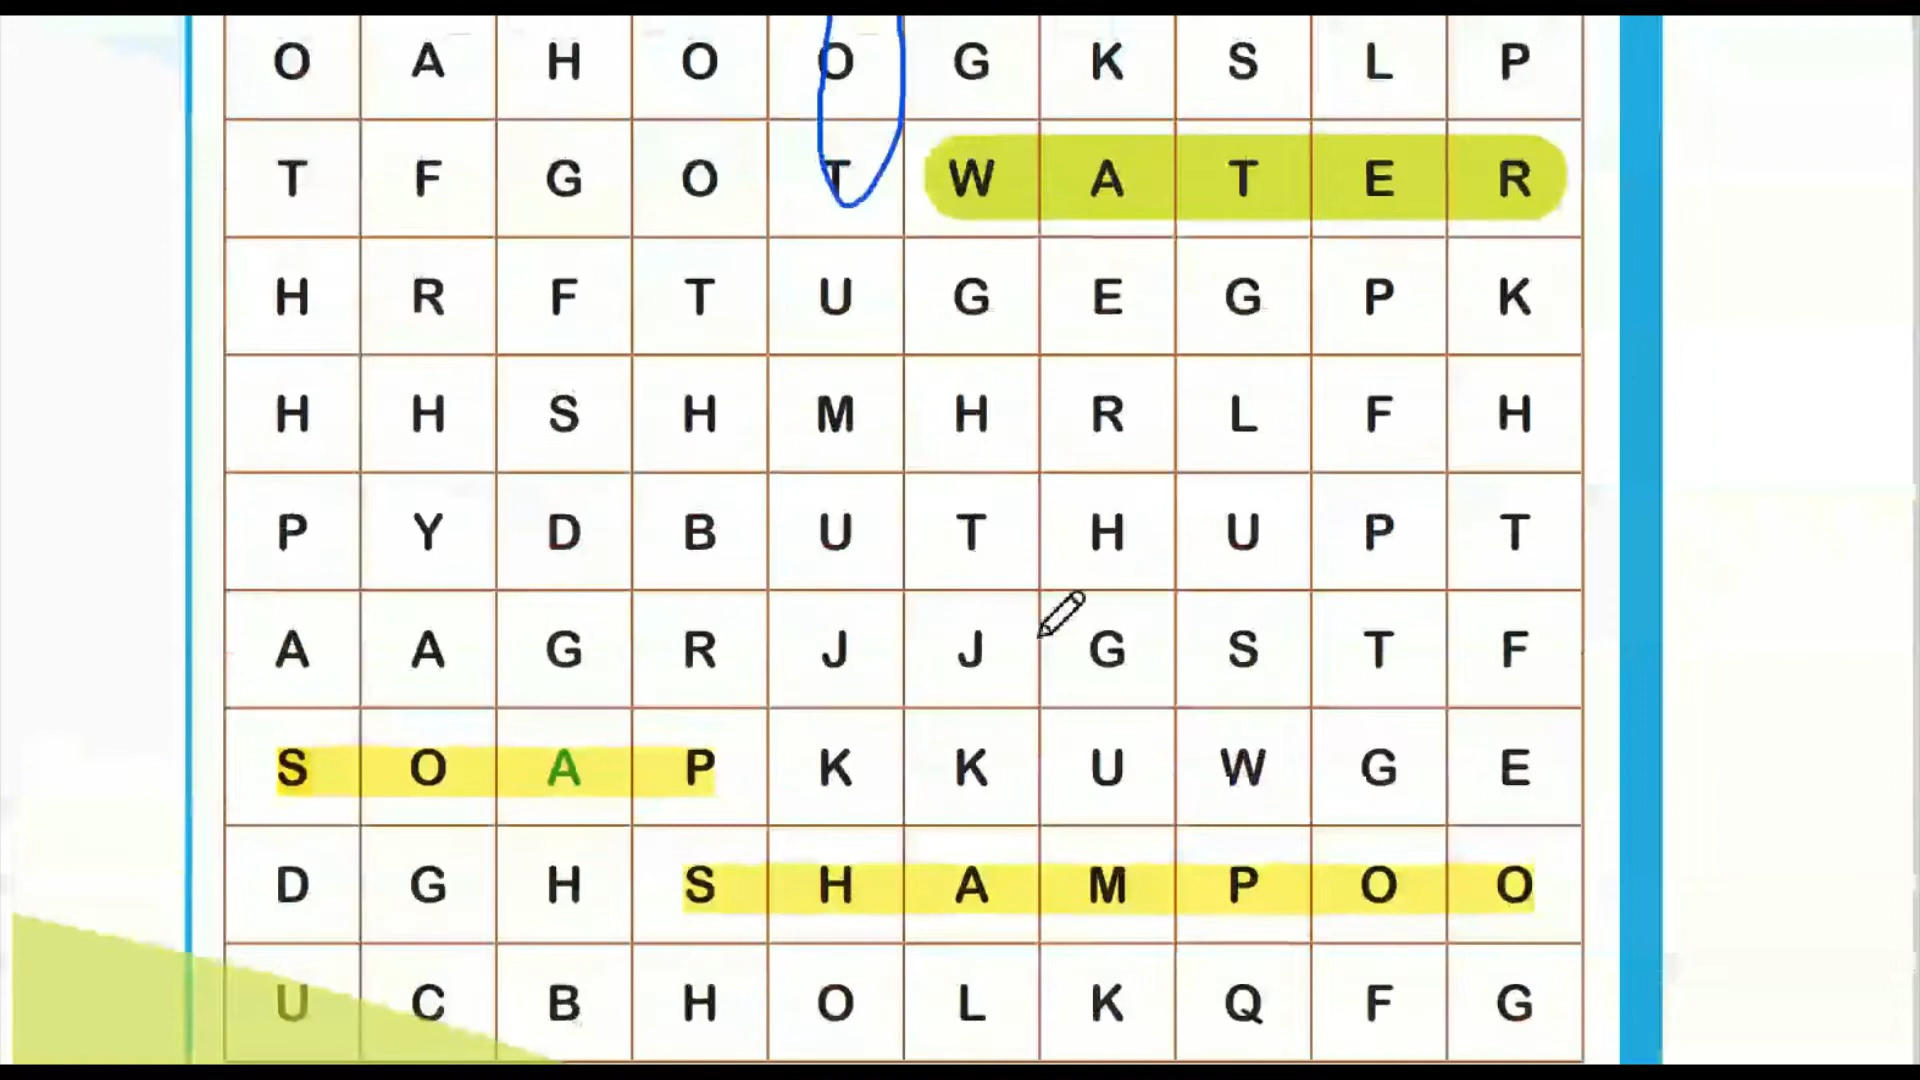 O A H O O G K S L P
T F G O T W A T E R
H R F T U G E G P K
H H S H M H R L F H
P Y D B U T H U P T
A A G R J J G S T F
S O A P K K U W G E
D G H S H A M P O O
U C B H O L K Q F G